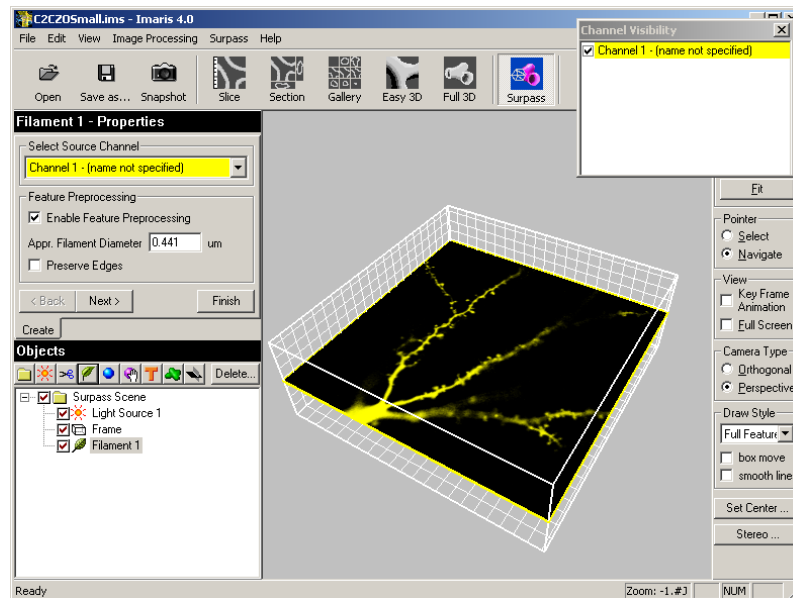 C2CZOSmall.ims - Imaris 4.0
File Edit View Image Processing Surpass Help
Open Save as... Snapshot Slice Section Gallery Easy 3D Full 3D Surpass
Channel Visibility
Channel 1 - (name not specified)
Filament 1 - Properties
Select Source Channel
Channel 1 - (name not specified)
Feature Preprocessing
Enable Feature Preprocessing
Appr. Filament Diameter 0.441 um
Preserve Edges
< Back Next > Finish
Create
Objects
Delete...
Surpass Scene
Light Source 1
Frame
Filament 1
Fit
Pointer
Select
Navigate
View
Key Frame
Animation
Full Screen
Camera Type
Orthogonal
Perspective
Draw Style
Full Feature
box move
smooth line
Set Center ...
Stereo ...
Ready
Zoom: -1.#J
NUM